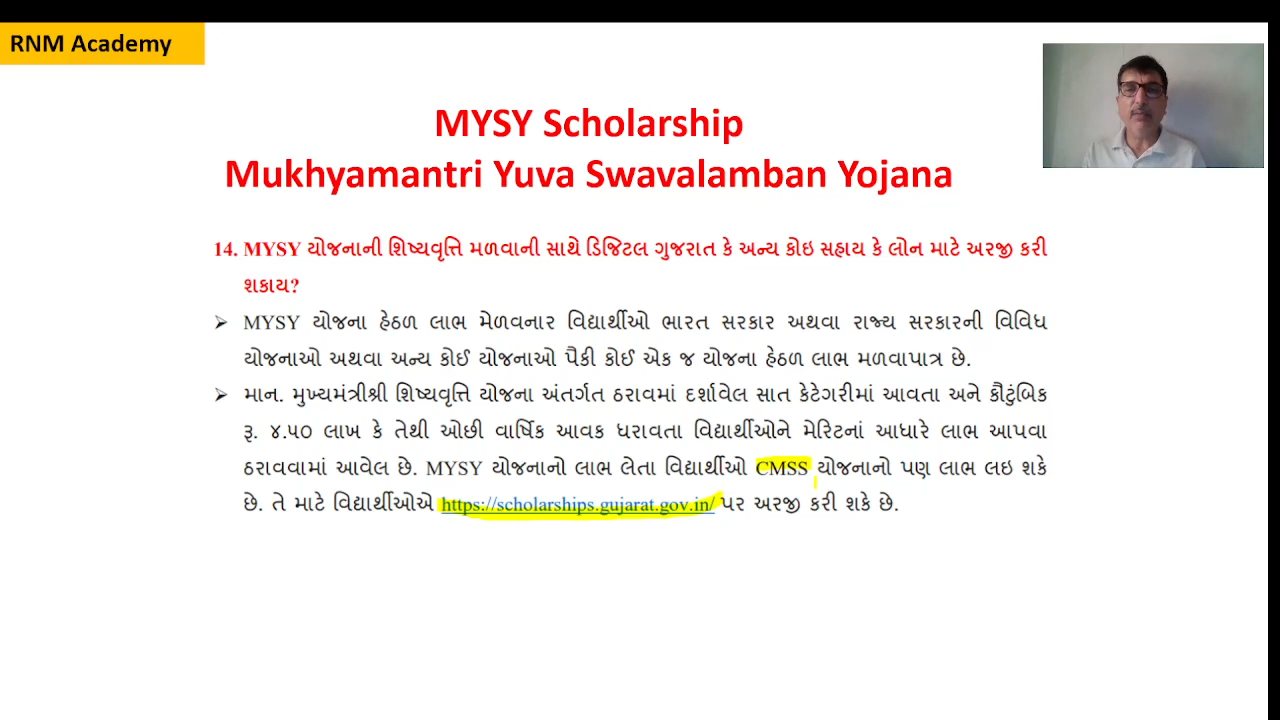 RNM Academy
MYSY Scholarship
Mukhyamantri Yuva Swavalamban Yojana
14. MYSY યોજનાની શિષ્યવૃત્તિ મળવાની સાથે ડિજિટલ ગુજરાત કે અન્ય કોઇ સહાય કે લોન માટે અરજી કરી
શકાય?
➢ MYSY યોજના હેઠળ લાભ મેળવનાર વિદ્યાર્થીઓ ભારત સરકાર અથવા રાજ્ય સરકારની વિવિધ
યોજનાઓ અથવા અન્ય કોઈ યોજનાઓ પૈકી કોઈ એક જ યોજના હેઠળ લાભ મળવાપાત્ર છે.
➢ માન. મુખ્યમંત્રીશ્રી શિષ્યવૃત્તિ યોજના અંતર્ગત ઠરાવમાં દર્શાવેલ સાત કેટેગરીમાં આવતા અને કૌટુંબિક
રૂ. ૪.૫૦ લાખ કે તેથી ઓછી વાર્ષિક આવક ધરાવતા વિદ્યાર્થીઓને મેરિટનાં આધારે લાભ આપવા
ઠરાવવામાં આવેલ છે. MYSY યોજનાનો લાભ લેતા વિદ્યાર્થીઓ CMSS યોજનાનો પણ લાભ લઇ શકે
છે. તે માટે વિદ્યાર્થીઓએ https://scholarships.gujarat.gov.in/ પર અરજી કરી શકે છે.